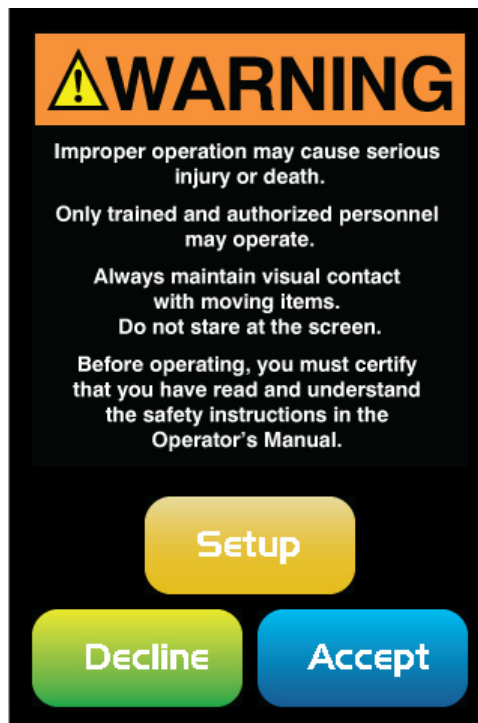 WARNING
Improper operation may cause serious
injury or death.
Only trained and authorized personnel
may operate.
Always maintain visual contact
with moving items.
Do not stare at the screen.
Before operating, you must certify
that you have read and understand
the safety instructions in the
Operator's Manual.
Setup
Decline
Accept